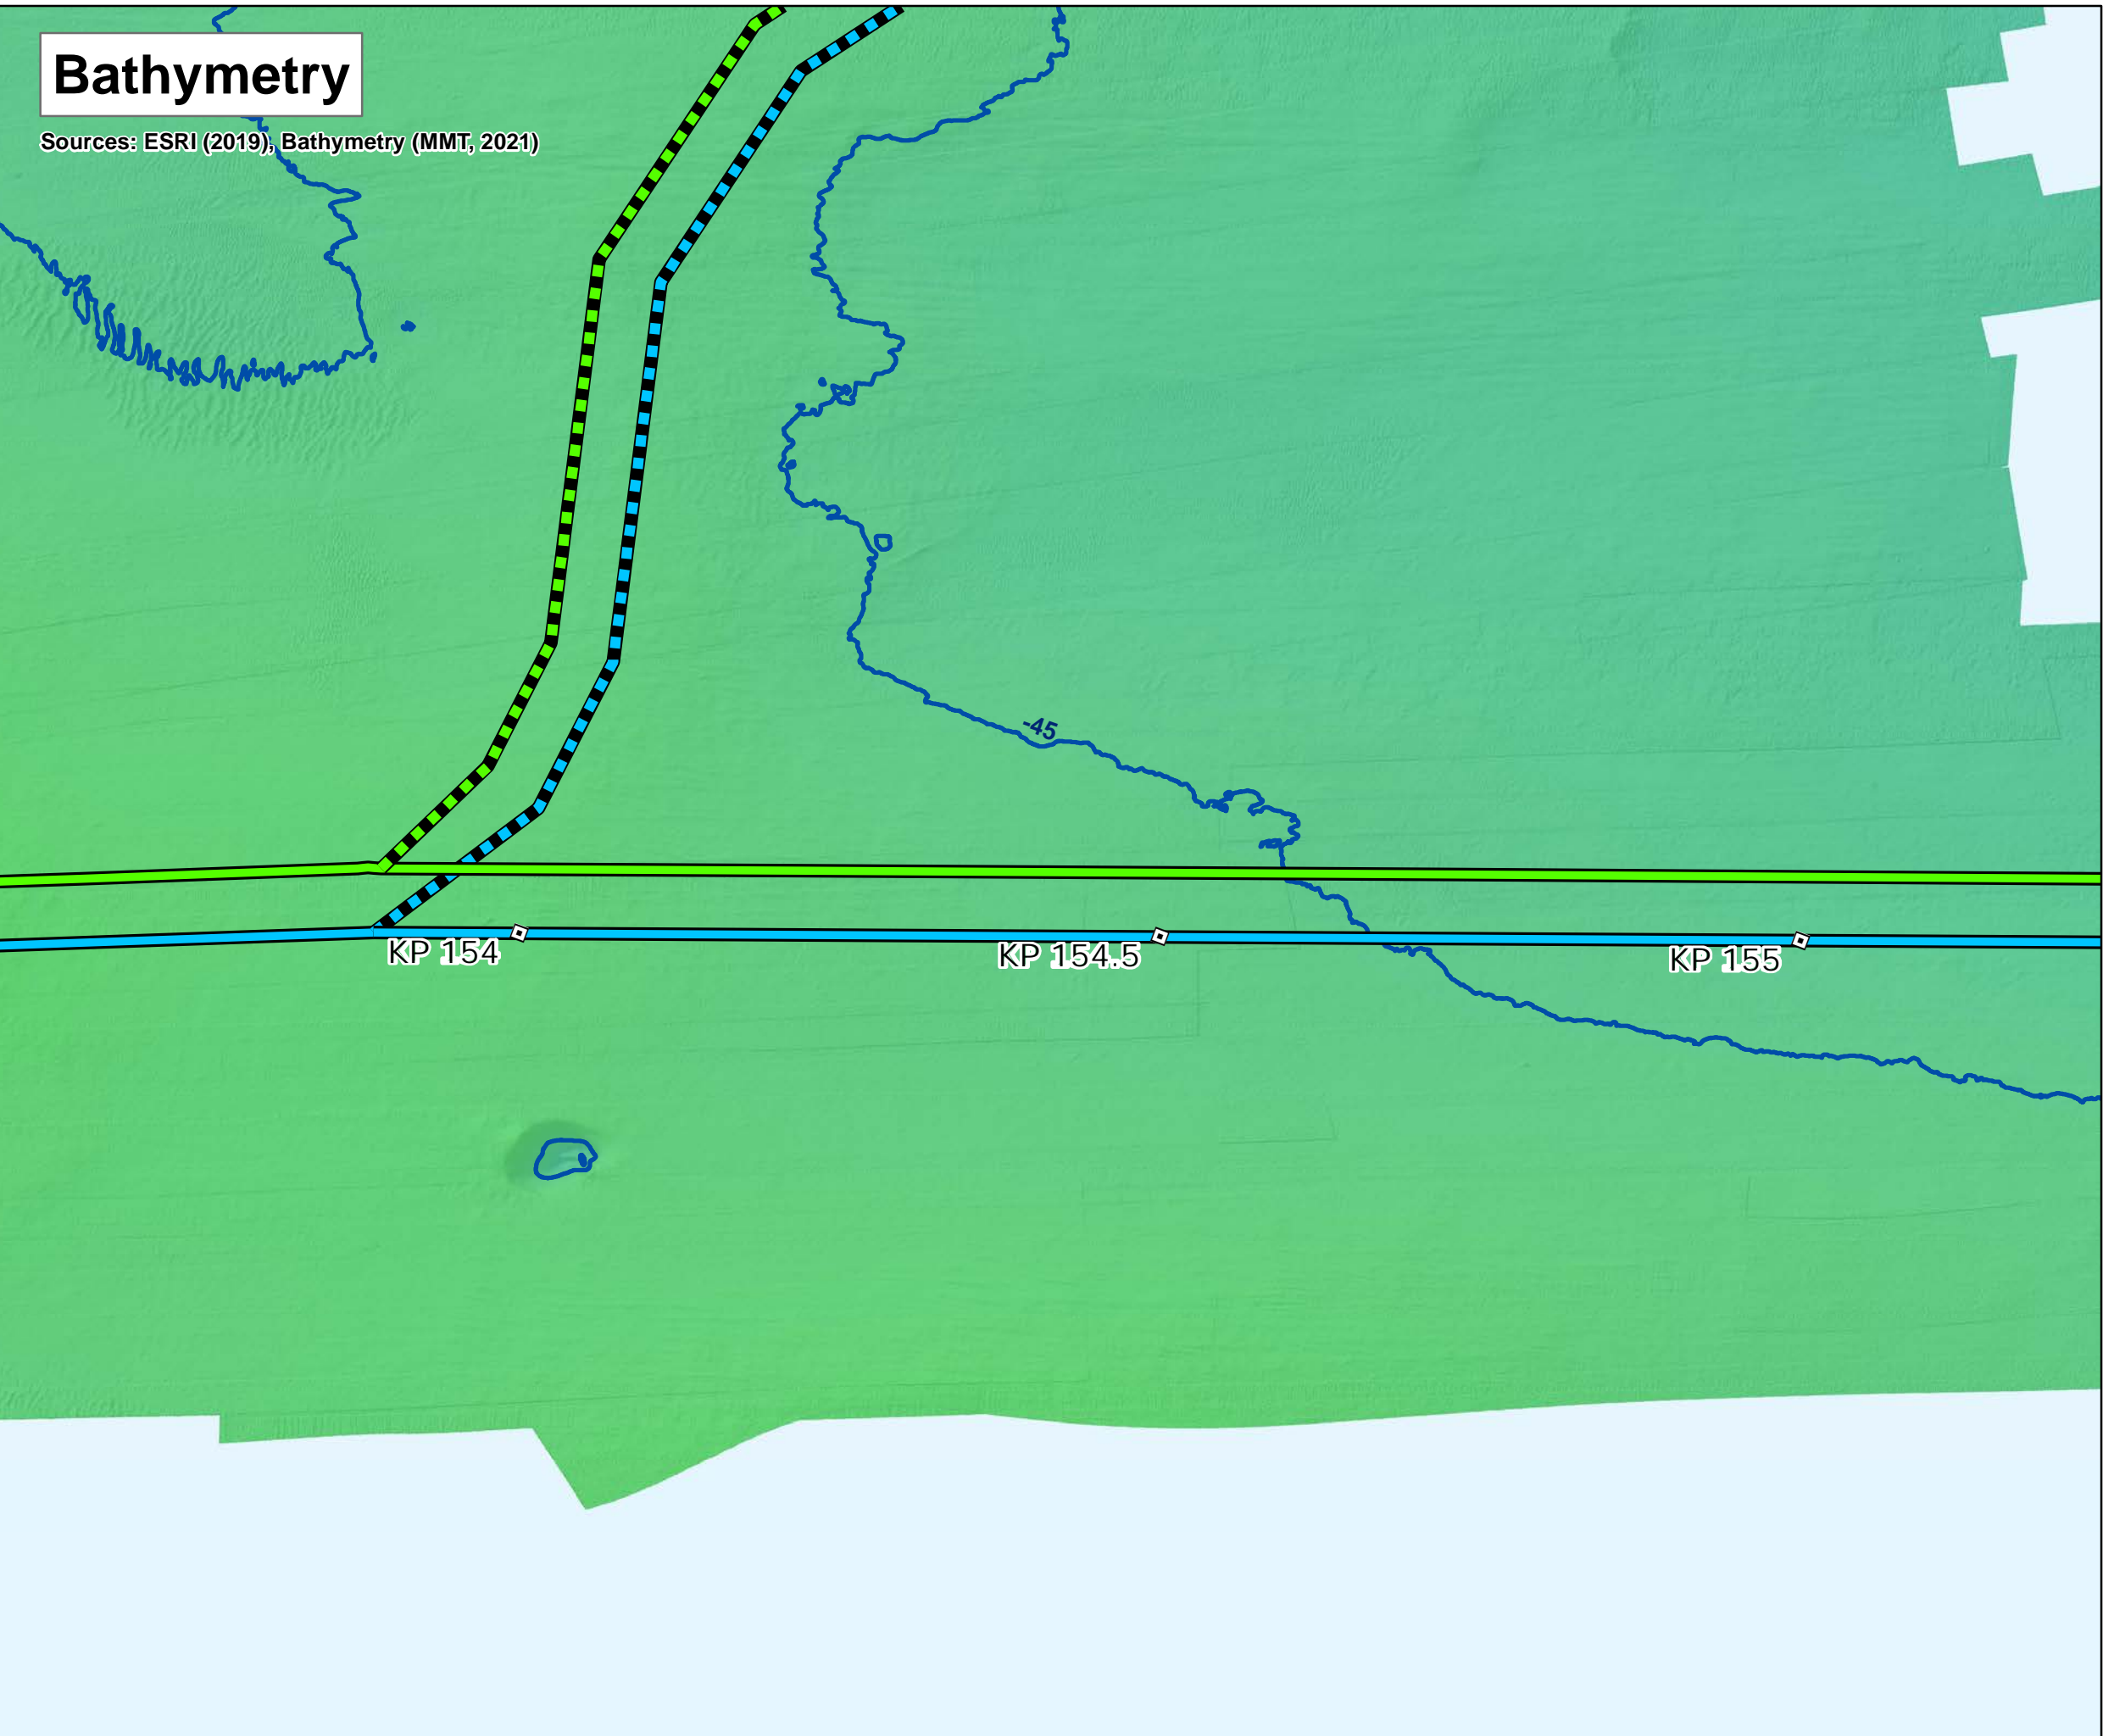 Bathymetry
Sources: ESRI (2019), Bathymetry (MMT, 2021)
-45
KP 154
KP 154.5
KP 155